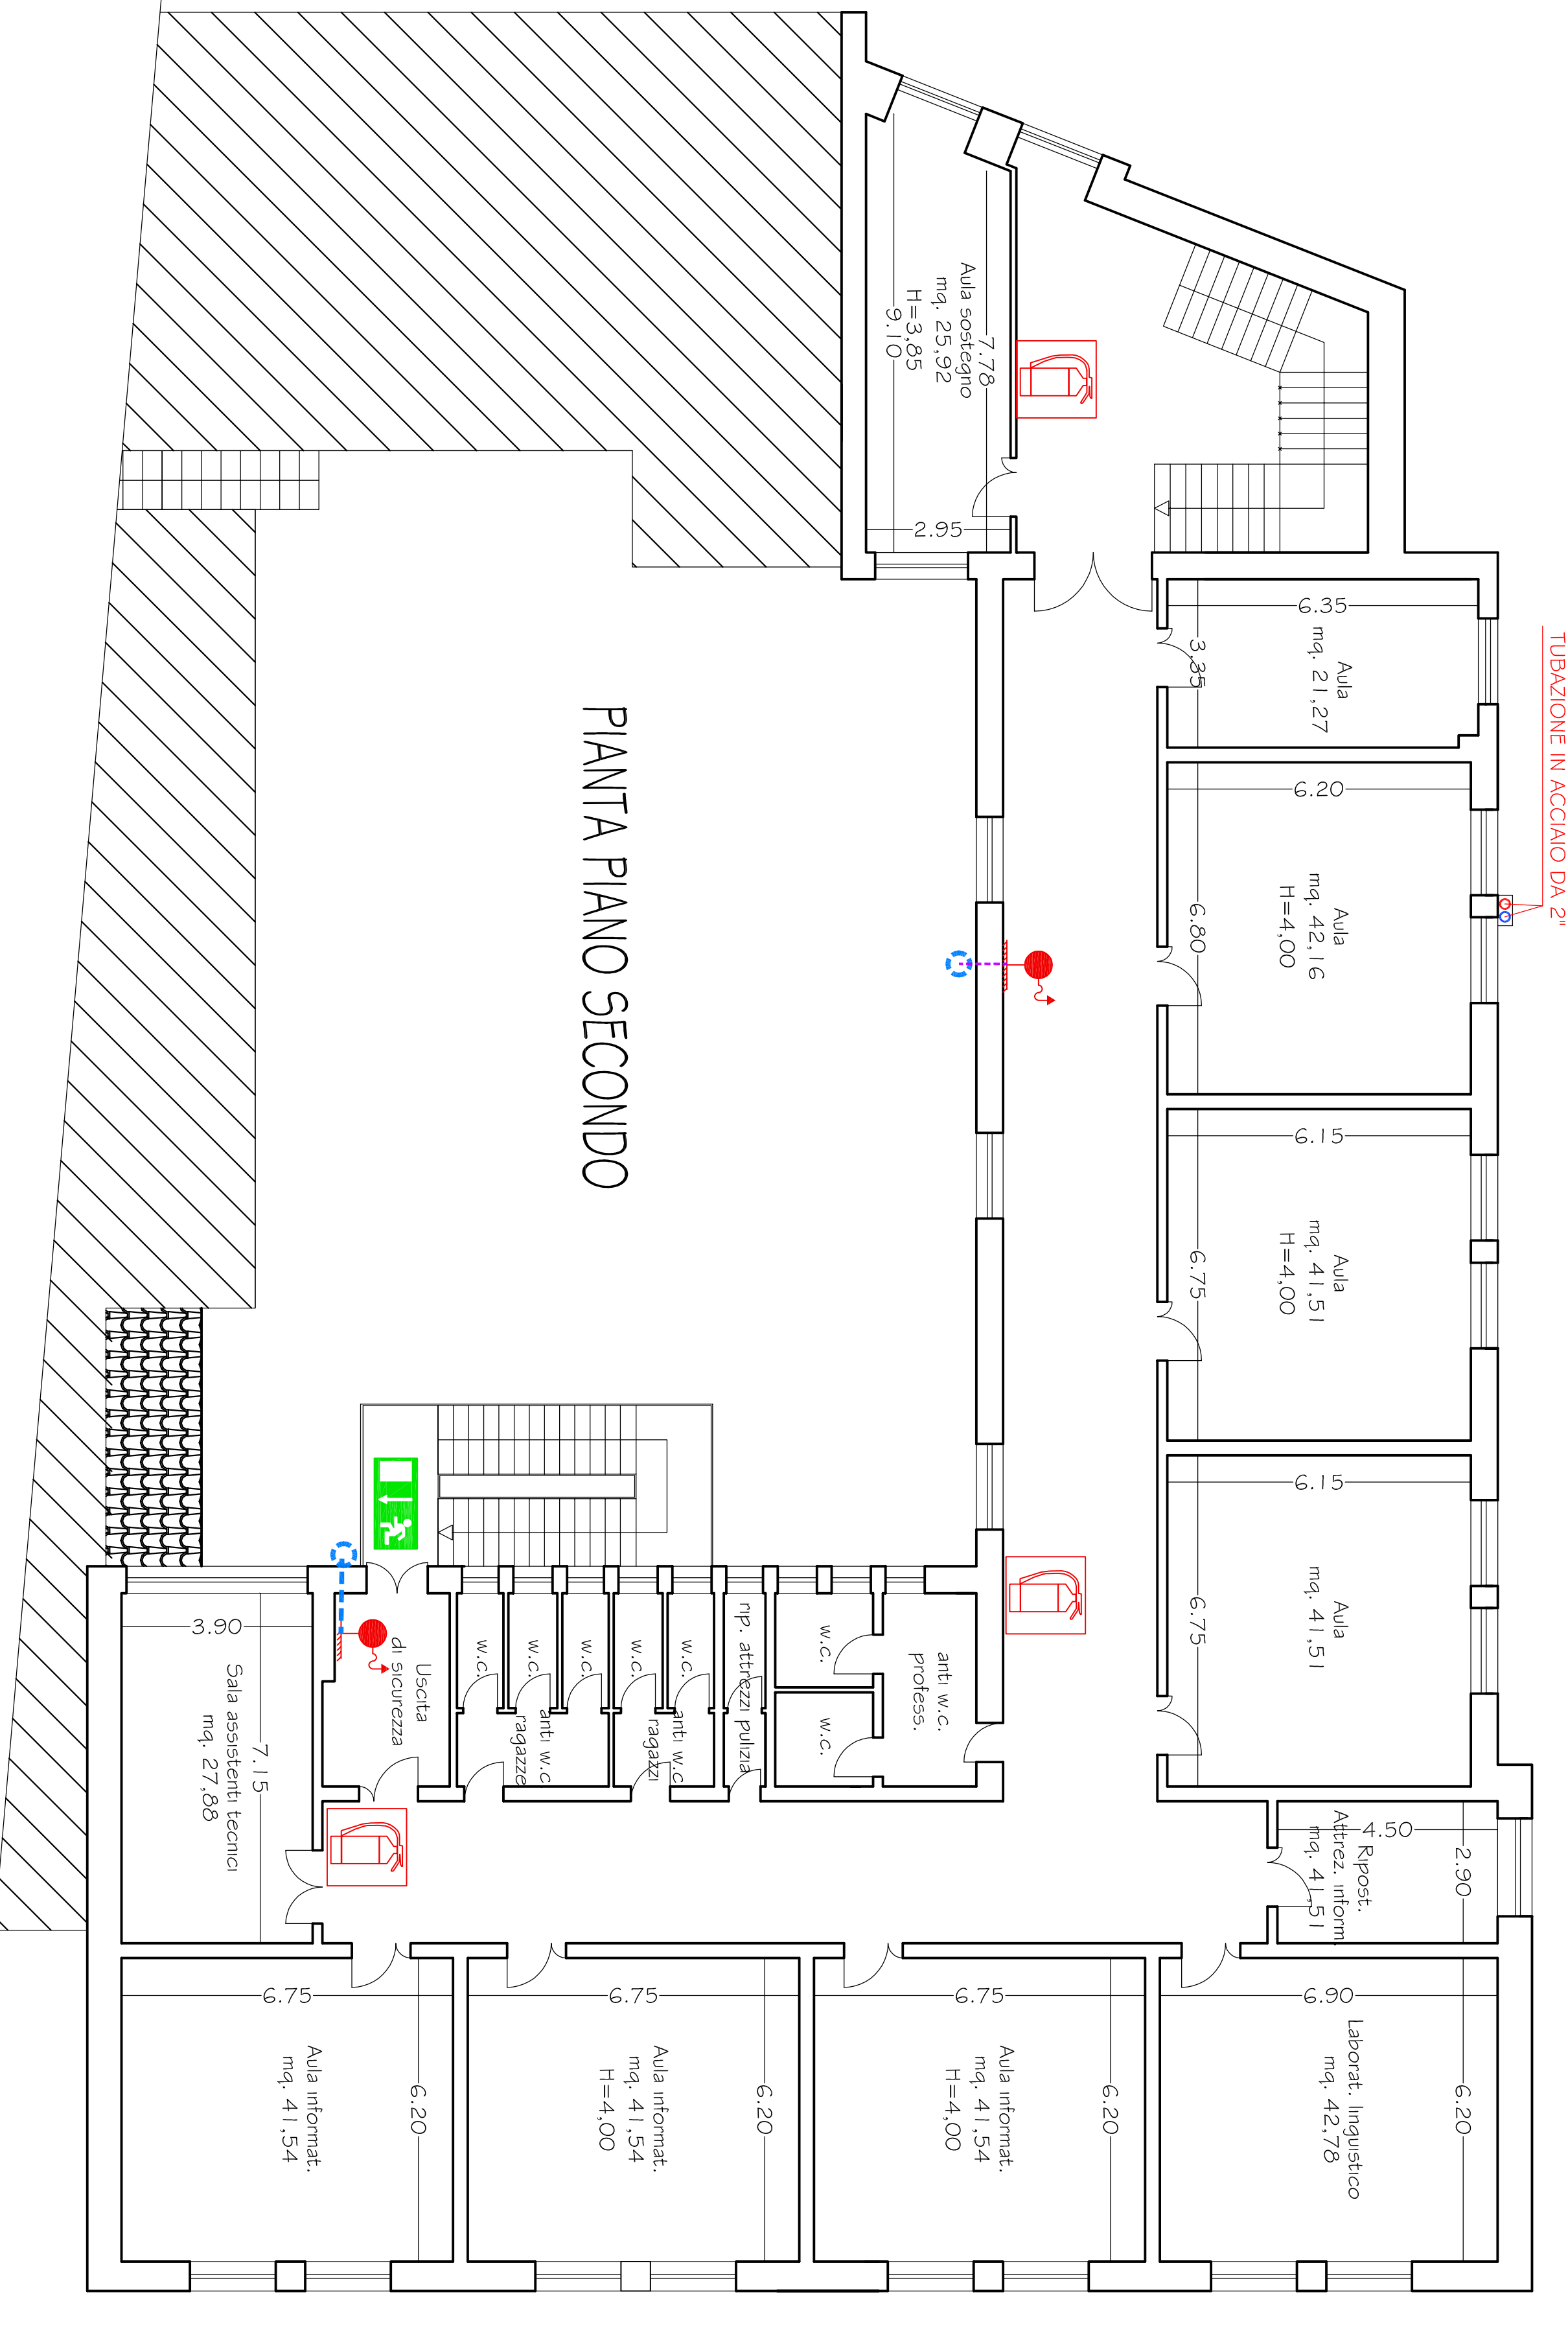 TUBAZIONE IN ACCIAIO DA 2"
6.35
Aula
mq. 21,27
3,35
6.20
Aula
mq. 42,16
H=4,00
6.80
6.15
Aula
mq. 41,51
H=4,00
6.75
6.15
Aula
mq. 41,51
6.75
4.50
2.90
Ripost.
Attrez. inform.
mq. 41,51
7.78
Aula sostegno
mq. 25,92
H=3,85
9.10
2.95
PIANTA PIANO SECONDO
anti w.c.
profess.
w.c.
w.c.
rip. attrezzi pulizia
w.c.
w.c.
anti w.c
ragazzi
w.c.
w.c.
w.c.
anti w.c
ragazze
Uscita
di sicurezza
3.90
7.15
Sala assistenti tecnici
mq. 27,88
6.90
6.20
Laborat. linguistico
mq. 42,78
6.75
6.20
Aula informat.
mq. 41,54
H=4,00
6.75
6.20
Aula informat.
mq. 41,54
H=4,00
6.75
6.20
Aula informat.
mq. 41,54